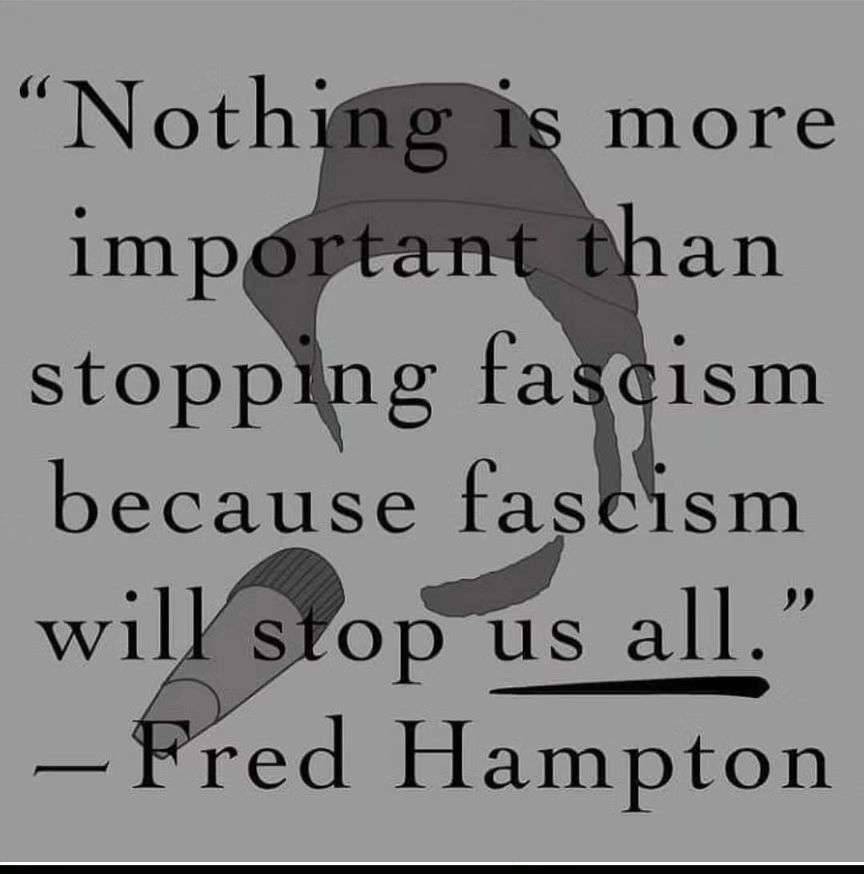 “Nothing is more
important than
stopping fascism
because fascism
will stop us all.”
—Fred Hampton